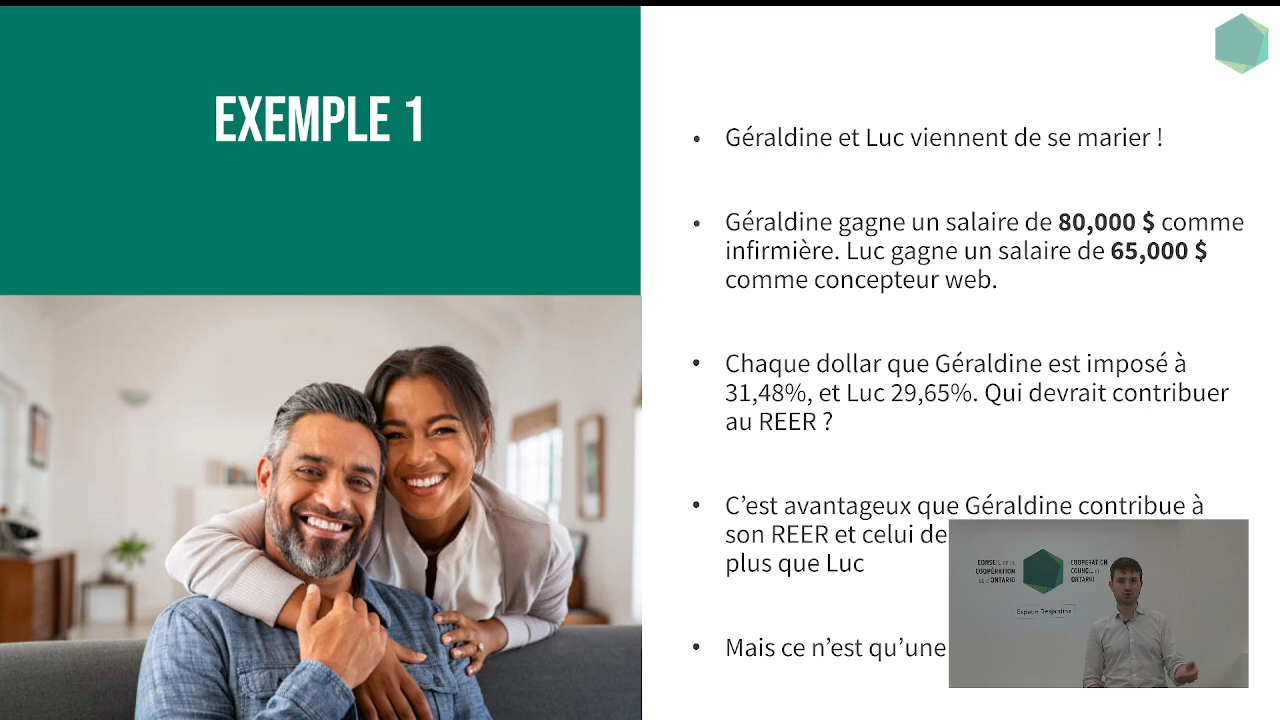 EXEMPLE 1
• Géraldine et Luc viennent de se marier !
• Géraldine gagne un salaire de 80,000 $ comme
infirmière. Luc gagne un salaire de 65,000 $
comme concepteur web.
• Chaque dollar que Géraldine est imposé à
31,48%, et Luc 29,65%. Qui devrait contribuer
au REER ?
• C’est avantageux que Géraldine contribue à
son REER et celui de
plus que Luc
• Mais ce n’est qu’une
CONSEIL DE LA
COOPÉRATION
DE L'ONTARIO
COOPERATION
COUNCIL OF
ONTARIO
Espace Desjardins